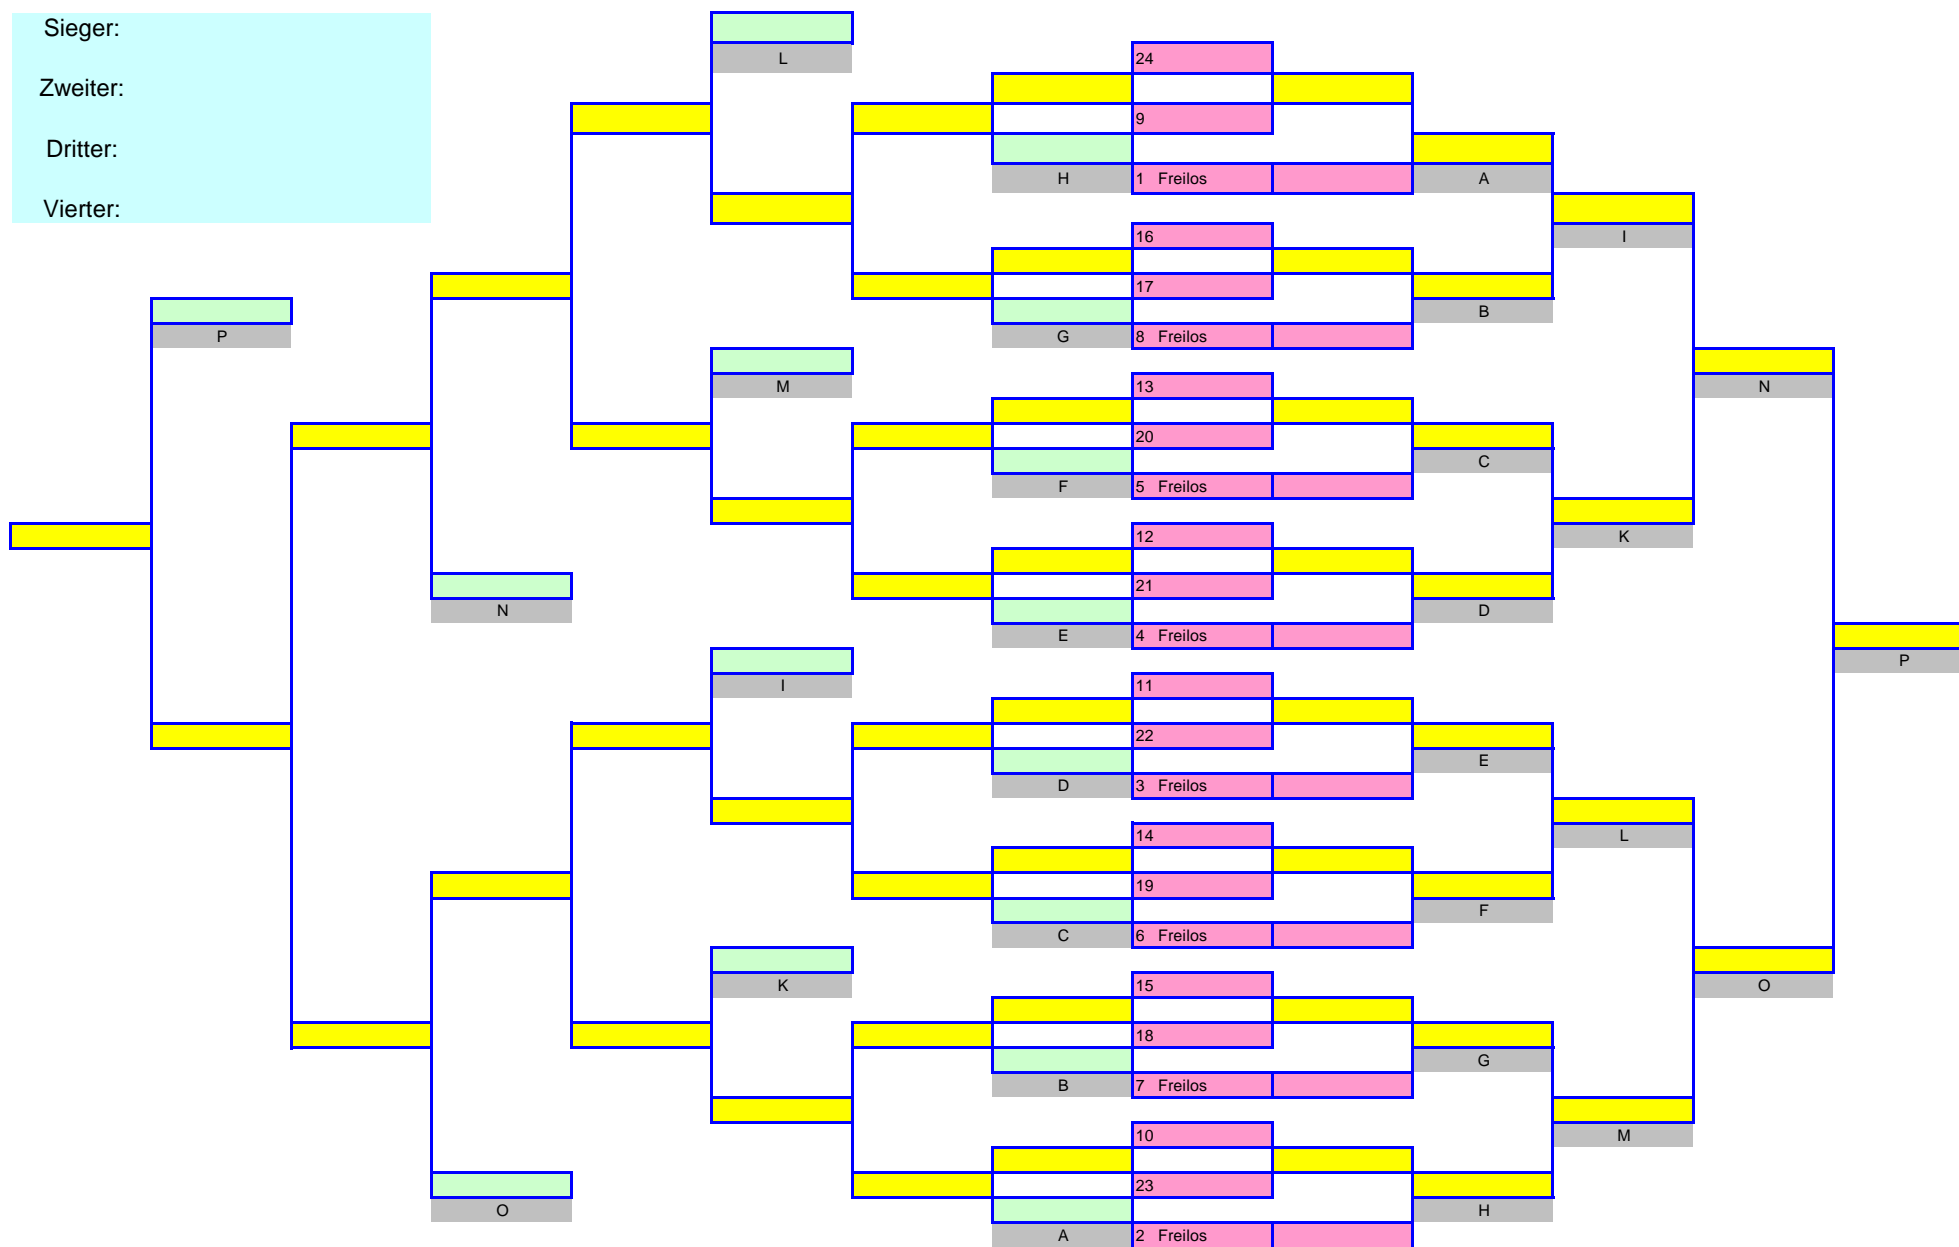 Sieger:
L
24
Zweiter:
9
Dritter:
H 1 Freilos A
Vierter:
16 I
17
B
P G 8 Freilos
M 13 N
20
C
F 5 Freilos
12 K
21
N D
E 4 Freilos
P
I 11
22
E
D 3 Freilos
14 L
19
F
C 6 Freilos
K 15 O
18
G
B 7 Freilos
10 M
23
O H
A 2 Freilos